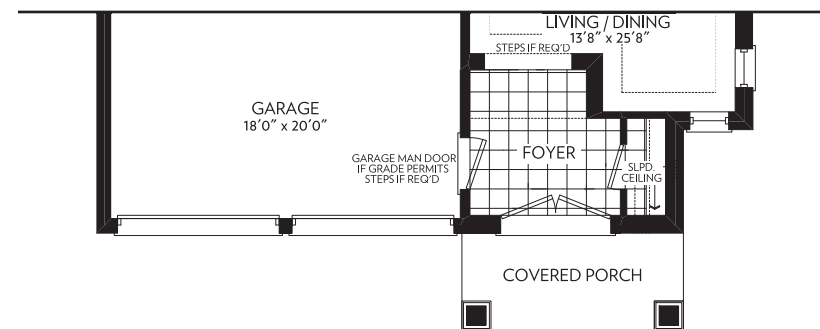 LIVING / DINING
13'8" x 25'8"
STEPS IF REQ'D
GARAGE
18'0" x 20'0"
GARAGE MAN DOOR
IF GRADE PERMITS
STEPS IF REQ'D
FOYER
SLPD.
CEILING
COVERED PORCH